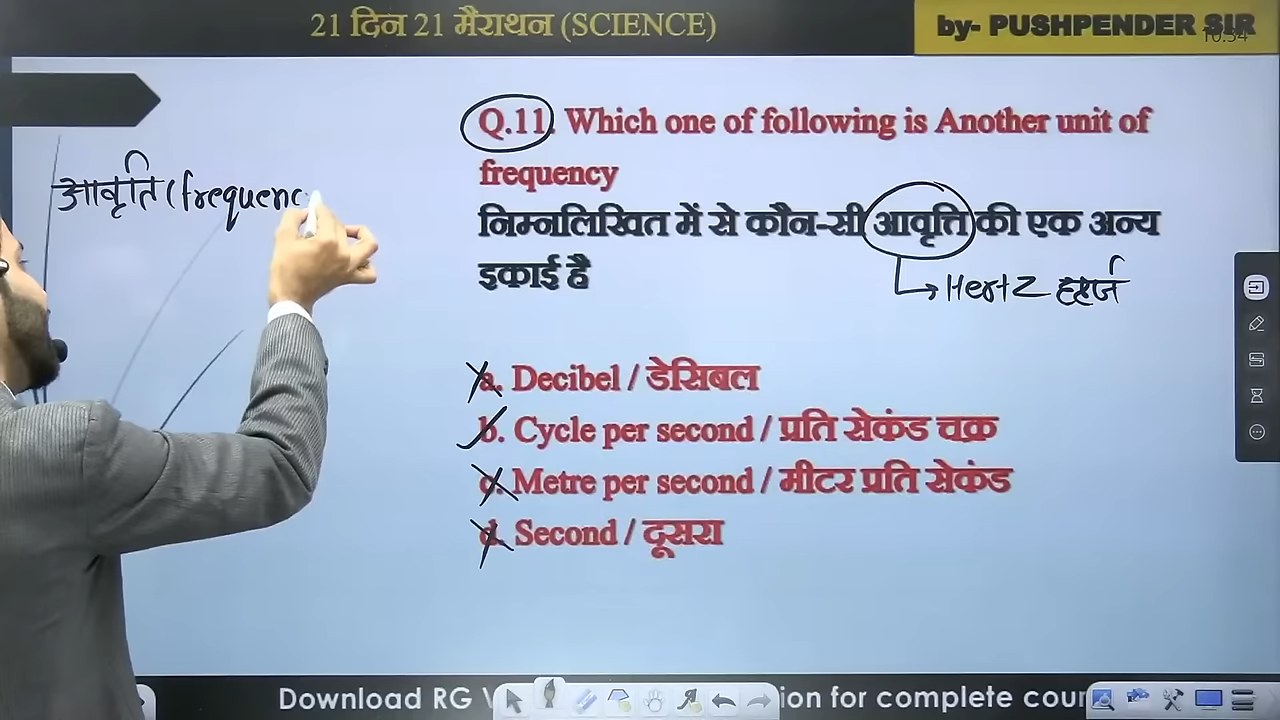 21 दिन 21 मैराथन (SCIENCE)
by- PUSHPENDER SIR
10:34
Q.11. Which one of following is Another unit of
frequency
निम्नलिखित में से कौन-सी आवृत्ति की एक अन्य
इकाई है
आवृति (frequenc
Hertz हर्ट्ज
a. Decibel / डेसिबल
b. Cycle per second / प्रति सेकंड चक्र
c. Metre per second / मीटर प्रति सेकंड
d. Second / दूसरा
Download RG V
ion for complete cour